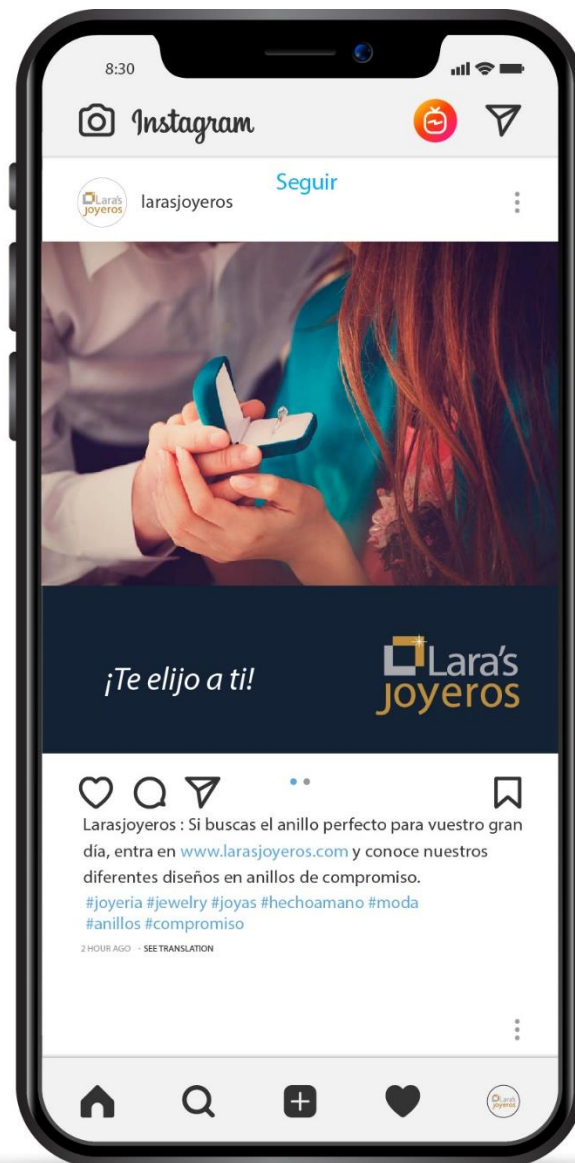 8:30
Instagram
Lara's
joyeros
larasjoyeros
Seguir
¡Te elijo a ti!
Lara's
joyeros
Larasjoyeros : Si buscas el anillo perfecto para vuestro gran
día, entra en www.larasjoyeros.com y conoce nuestros
diferentes diseños en anillos de compromiso.
#joyeria #jewelry #joyas #hechoamano #moda
#anillos #compromiso
2 HOUR AGO - SEE TRANSLATION
Lara's
joyeros